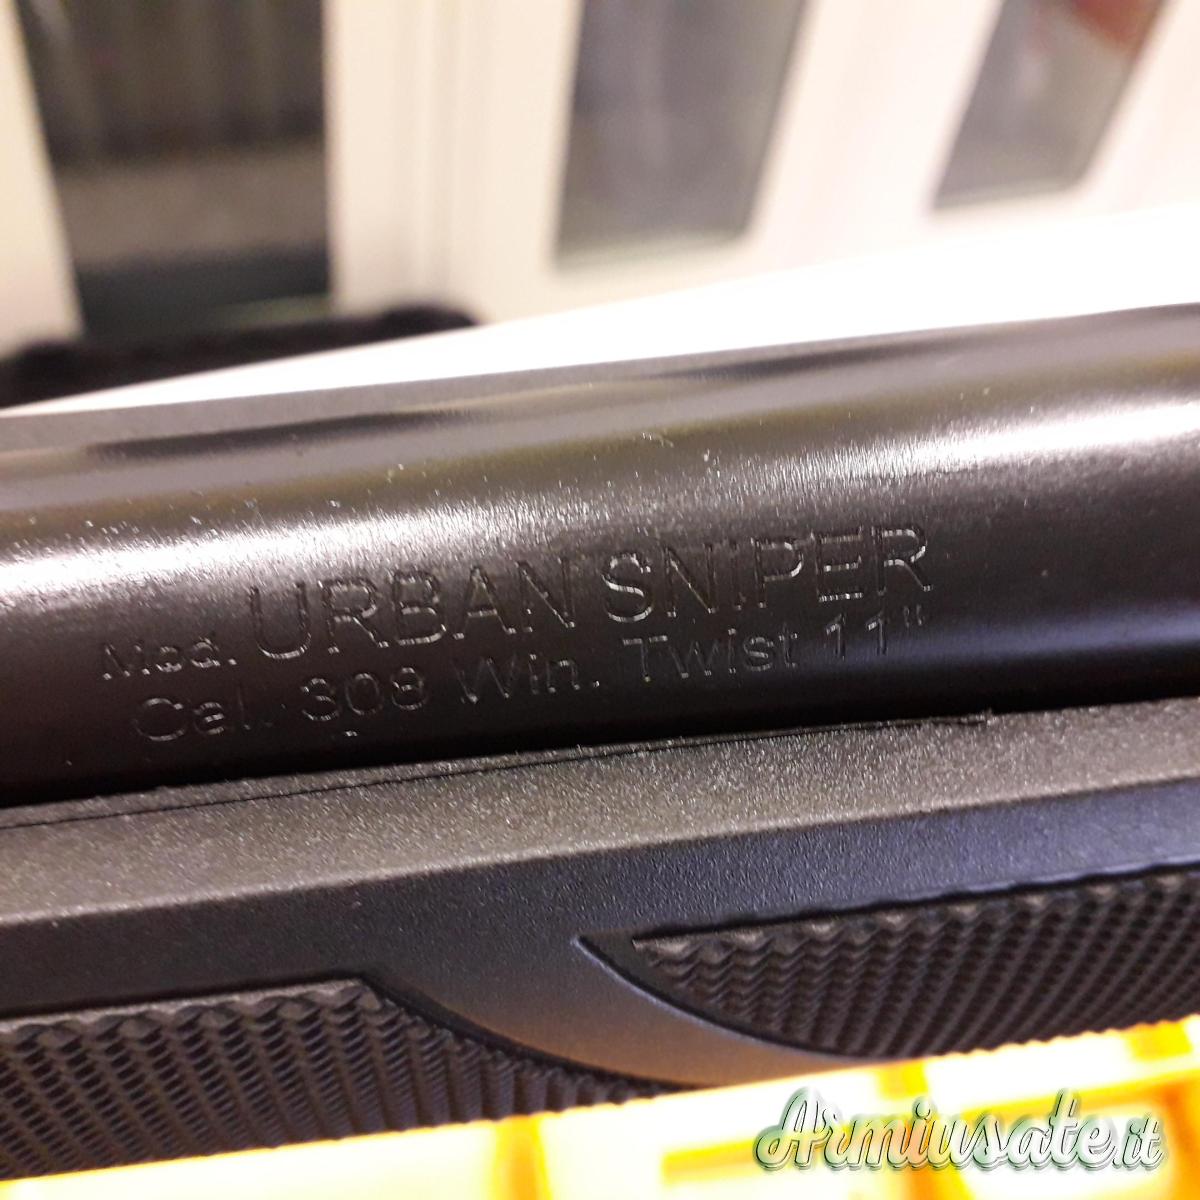 Mod. URBAN SNIPER
Cal. 308 Win. Twist 11"
Armiusate.it